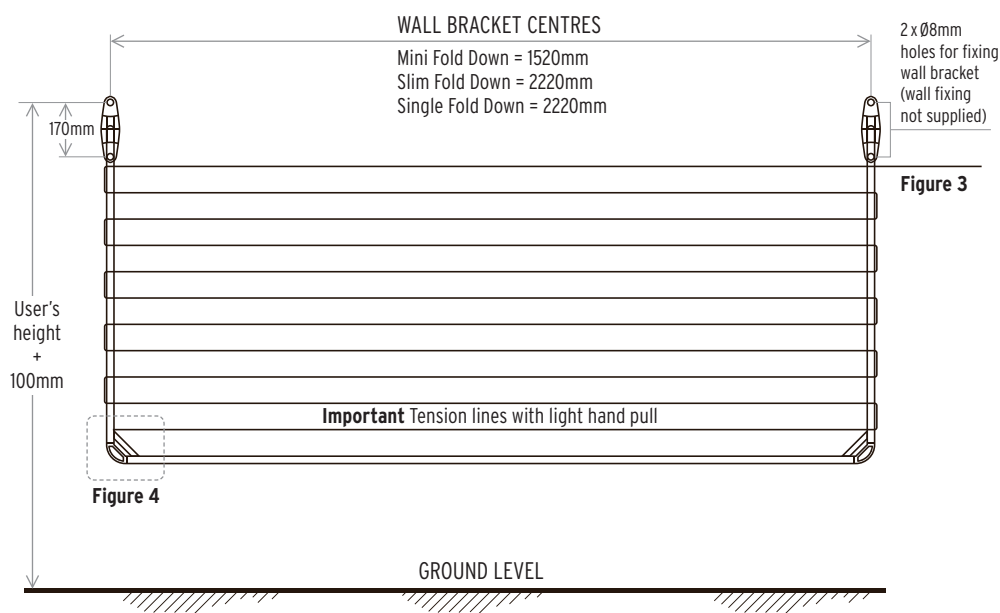 WALL BRACKET CENTRES
Mini Fold Down = 1520mm
Slim Fold Down = 2220mm
Single Fold Down = 2220mm
2 x Ø8mm
holes for fixing
wall bracket
(wall fixing
not supplied)
170mm
Figure 3
User's
height
+
100mm
Important Tension lines with light hand pull
Figure 4
GROUND LEVEL